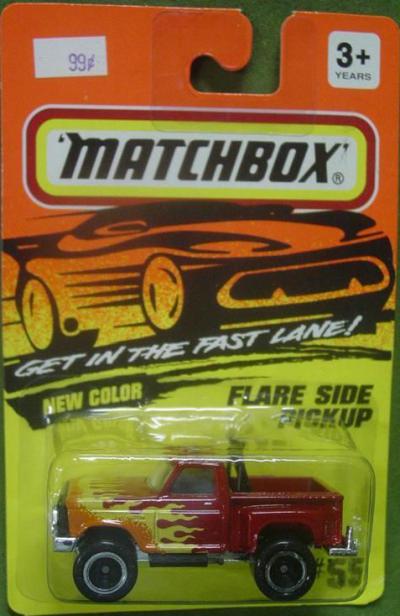 99¢
3+
YEARS
'MATCHBOX'®
GET IN THE FAST LANE!
NEW COLOR
FLARE SIDE
PICKUP
#55